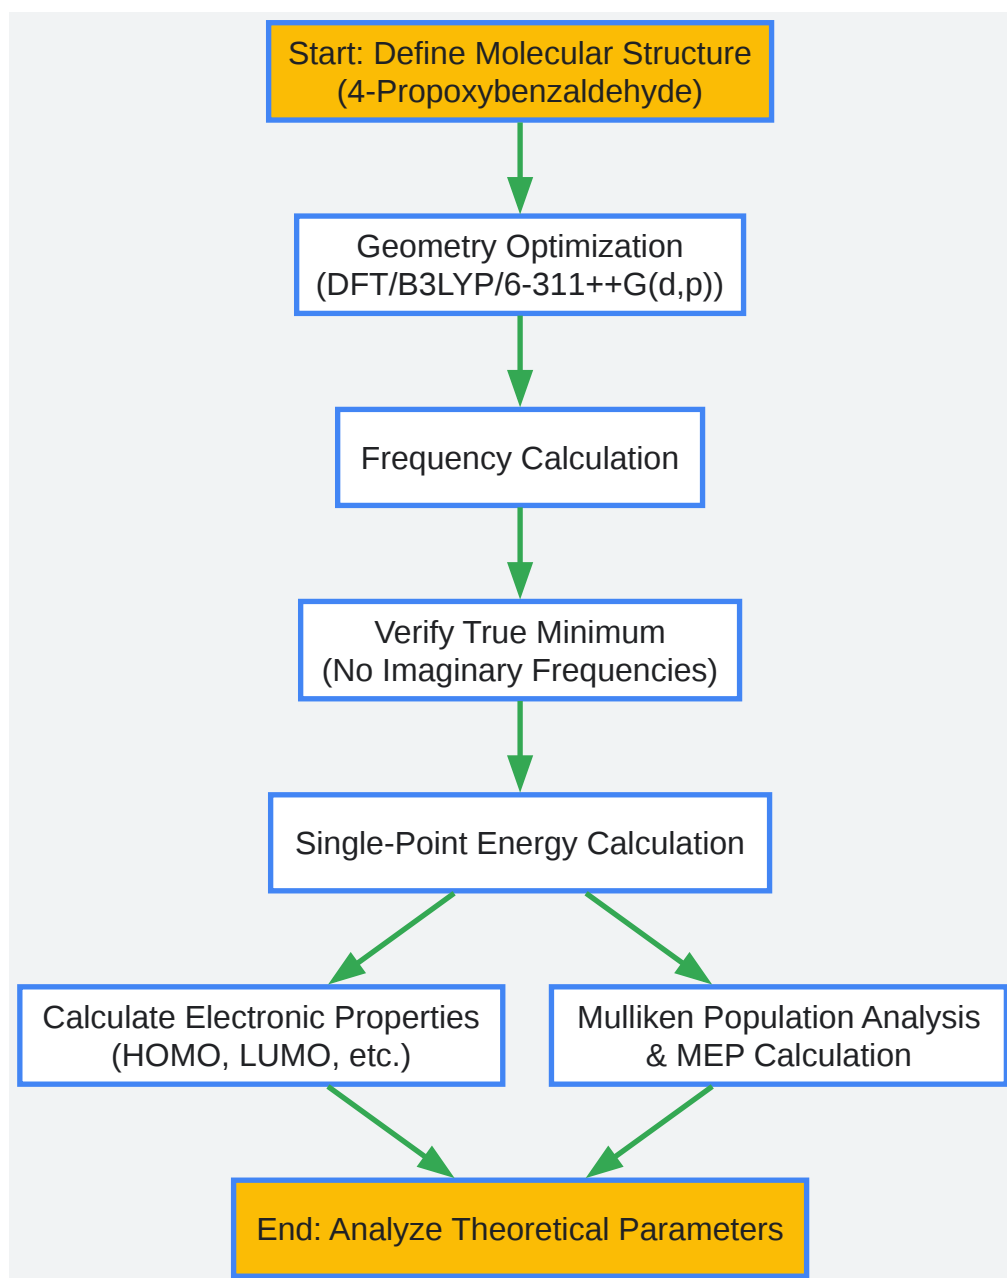 Start: Define Molecular Structure
(4-Propoxybenzaldehyde)
Geometry Optimization
(DFT/B3LYP/6-311++G(d,p))
Frequency Calculation
Verify True Minimum
(No Imaginary Frequencies)
Single-Point Energy Calculation
Calculate Electronic Properties
(HOMO, LUMO, etc.)
Mulliken Population Analysis
& MEP Calculation
End: Analyze Theoretical Parameters